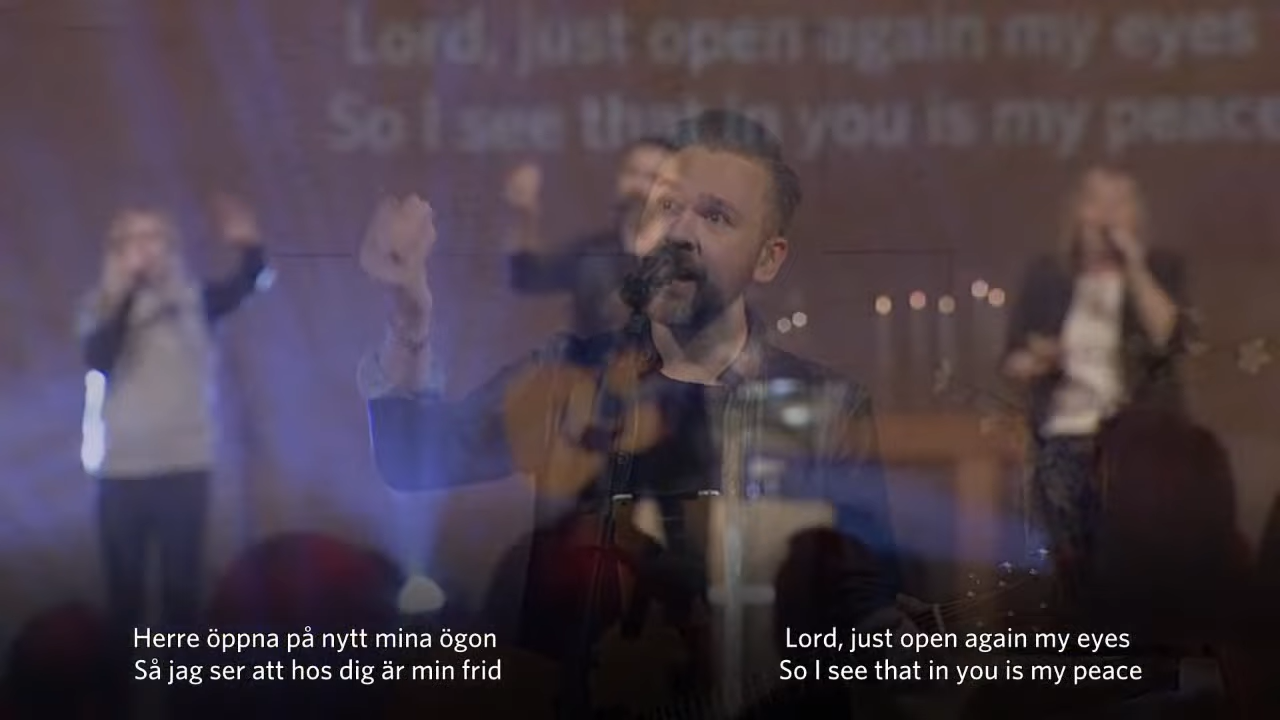 Lord, just open again my eyes
So I see that in you is my peace
Herre öppna på nytt mina ögon
Så jag ser att hos dig är min frid
Lord, just open again my eyes
So I see that in you is my peace